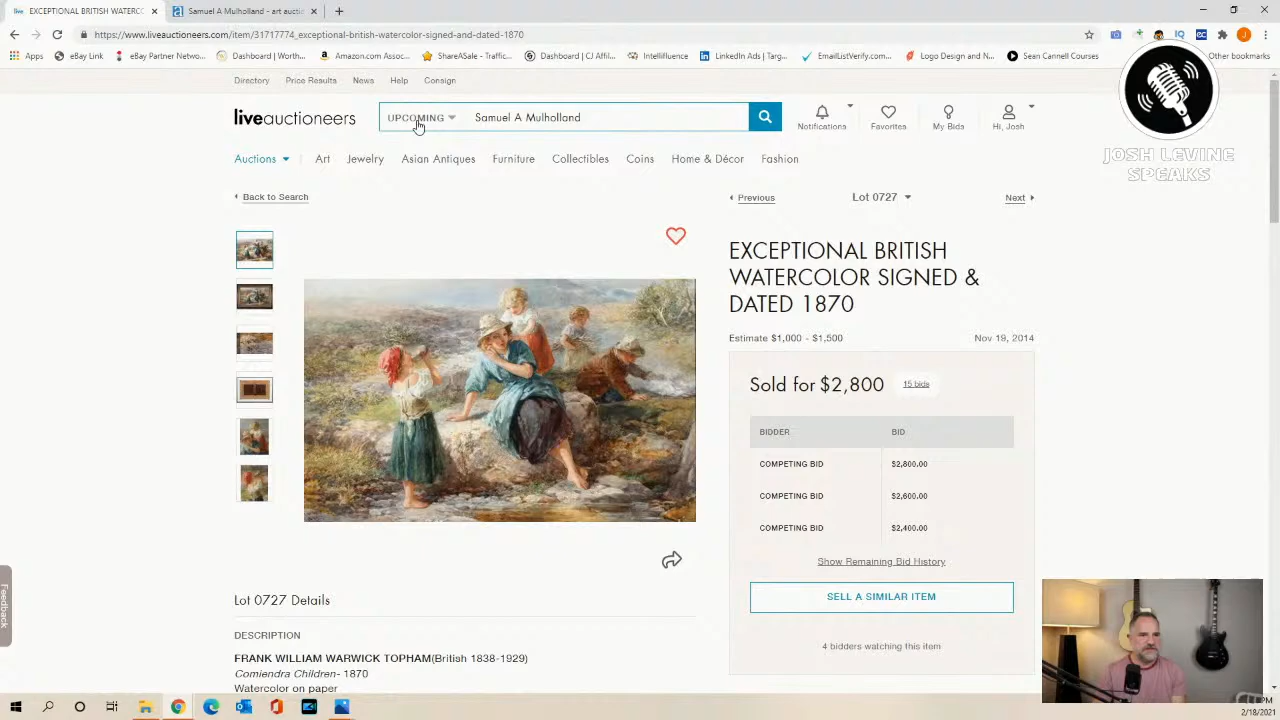 EXCEPTIONAL BRITISH WATERC
Samuel A Mulholland - auctions:
https://www.liveauctioneers.com/item/31717774_exceptional-british-watercolor-signed-and-dated-1870
Apps
eBay Home
eBay Partner Netwo...
Dashboard | Worth...
Amazon.com Assoc...
ShareASale - Traffic...
Dashboard | CJ Affil...
Intellifluence
LinkedIn Ads | Targ...
EmailListVerify.com...
Logo Design and N...
Sean Cannell Courses
Other bookmarks
Directory
Price Results
News
Help
Consign
liveauctioneers
UPCOMING
Samuel A Mulholland
Notifications
Favorites
My Bids
Hi, Josh
JOSH LEVINE
SPEAKS
Auctions
Art
Jewelry
Asian Antiques
Furniture
Collectibles
Coins
Home & Décor
Fashion
Back to Search
Previous
Lot 0727
Next
EXCEPTIONAL BRITISH
WATERCOLOR SIGNED &
DATED 1870
Estimate $1,000 - $1,500
Nov 19, 2014
Sold for $2,800
15 bids
BIDDER BID
COMPETING BID $2,800.00
COMPETING BID $2,600.00
COMPETING BID $2,400.00
Show Remaining Bid History
SELL A SIMILAR ITEM
4 bidders watching this item
Feedback
Lot 0727 Details
DESCRIPTION
FRANK WILLIAM WARWICK TOPHAM(British 1838-1929)
Comiendra Children- 1870
Watercolor on paper
2/18/2021